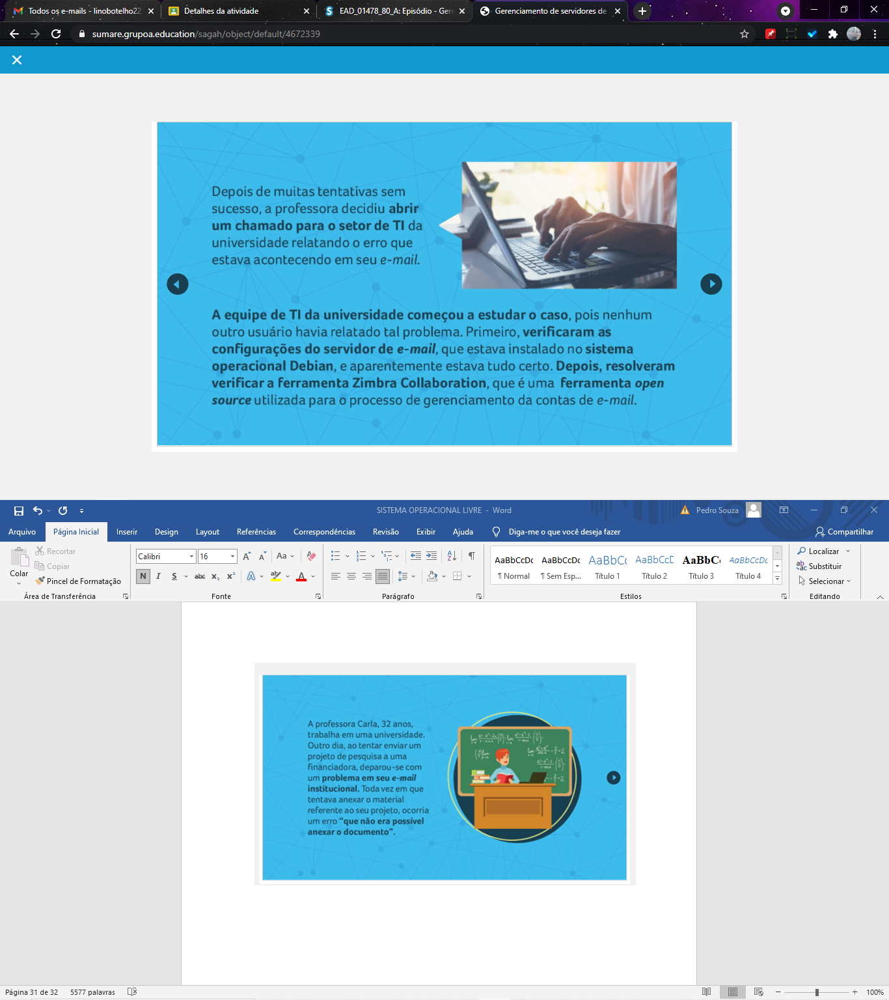 Todos os e-mails - linobotelho22
Detalhes da atividade
EAD_01478_80_A: Episódio - Ger
Gerenciamento de servidores de
sumare.grupoa.education/sagah/object/default/4672339
Depois de muitas tentativas sem
sucesso, a professora decidiu abrir
um chamado para o setor de TI da
universidade relatando o erro que
estava acontecendo em seu e-mail.
A equipe de TI da universidade começou a estudar o caso, pois nenhum
outro usuário havia relatado tal problema. Primeiro, verificaram as
configurações do servidor de e-mail, que estava instalado no sistema
operacional Debian, e aparentemente estava tudo certo. Depois, resolveram
verificar a ferramenta Zimbra Collaboration, que é uma ferramenta open
source utilizada para o processo de gerenciamento da contas de e-mail.
SISTEMA OPERACIONAL LIVRE - Word
Pedro Souza
Arquivo Página Inicial Inserir Design Layout Referências Correspondências Revisão Exibir Ajuda Diga-me o que você deseja fazer Compartilhar
Colar
Recortar
Copiar
Pincel de Formatação
Área de Transferência
Calibri 16
N I S abc x₂ x²
Fonte
Parágrafo
AaBbCcDc AaBbCcDc AaBbCc AaBbCcD AaBbCc AaBbCcDc
¶ Normal ¶ Sem Esp... Título 1 Título 2 Título 3 Título 4
Estilos
Localizar
Substituir
Selecionar
Editando
A professora Carla, 32 anos,
trabalha em uma universidade.
Outro dia, ao tentar enviar um
projeto de pesquisa a uma
financiadora, deparou-se com
um problema em seu e-mail
institucional. Toda vez em que
tentava anexar o material
referente ao seu projeto, ocorria
um erro “que não era possível
anexar o documento”.
Página 31 de 32 5577 palavras
100%